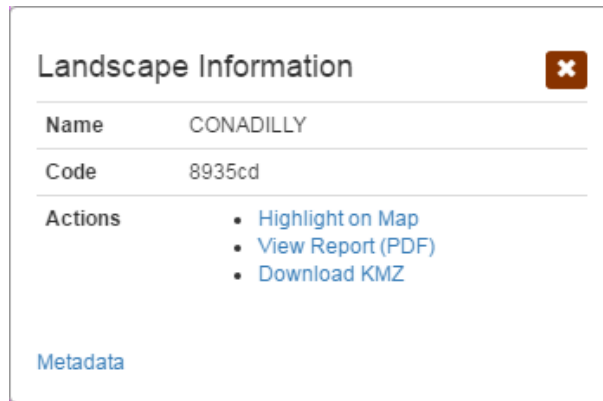 Landscape Information
Name CONADILLY
Code 8935cd
Actions • Highlight on Map
• View Report (PDF)
• Download KMZ
Metadata